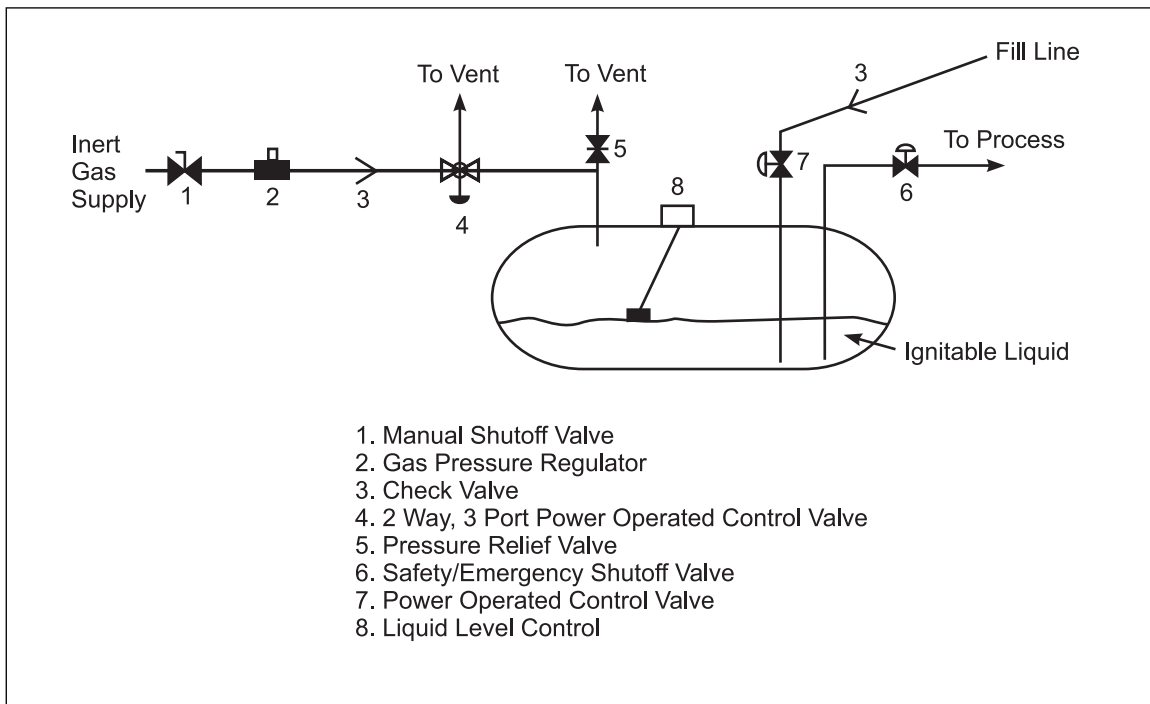 Fill Line
3
To Vent
To Vent
To Process
Inert
Gas
Supply
1
2
3
4
5
8
7
6
Ignitable Liquid
1. Manual Shutoff Valve
2. Gas Pressure Regulator
3. Check Valve
4. 2 Way, 3 Port Power Operated Control Valve
5. Pressure Relief Valve
6. Safety/Emergency Shutoff Valve
7. Power Operated Control Valve
8. Liquid Level Control